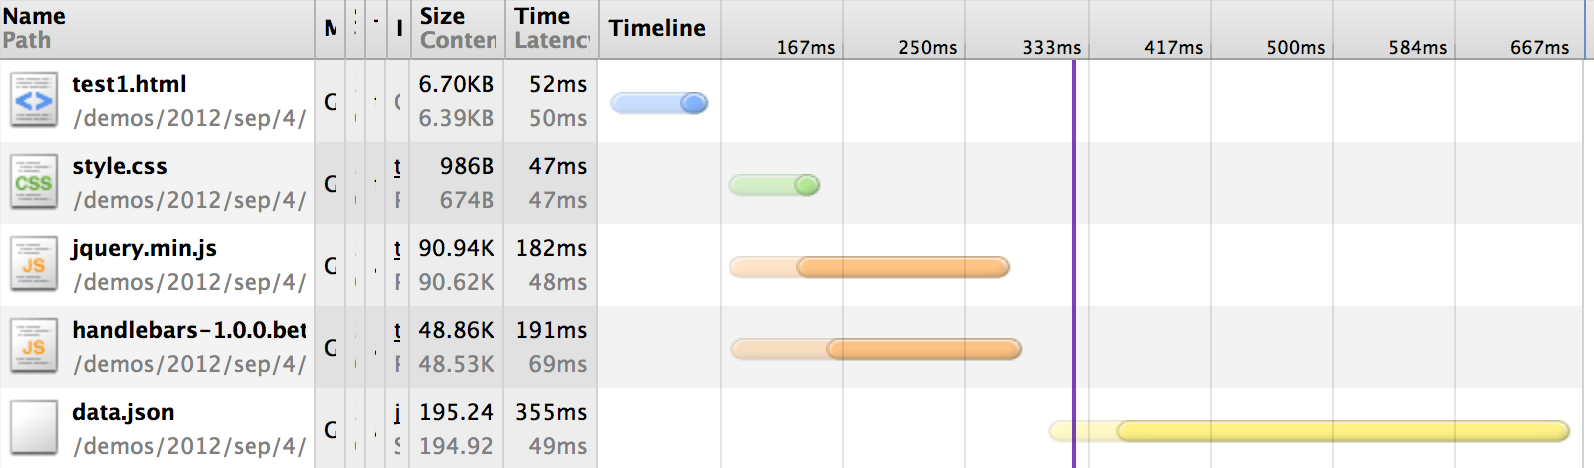 Name Size Time Timeline
Path Conten Latency
167ms 250ms 333ms 417ms 500ms 584ms 667ms
test1.html 6.70KB 52ms
/demos/2012/sep/4/ 6.39KB 50ms
style.css 986B 47ms
/demos/2012/sep/4/ 674B 47ms
jquery.min.js 90.94K 182ms
/demos/2012/sep/4/ 90.62K 48ms
handlebars-1.0.0.bet 48.86K 191ms
/demos/2012/sep/4/ 48.53K 69ms
data.json 195.24 355ms
/demos/2012/sep/4/ 194.92 49ms